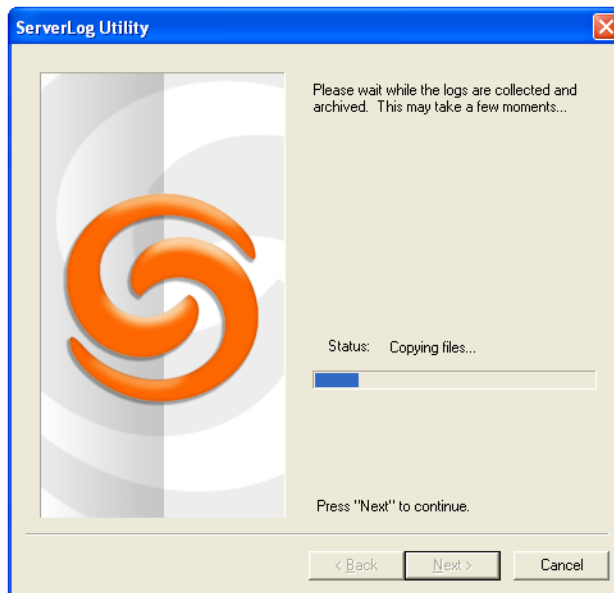 ServerLog Utility
Please wait while the logs are collected and
archived. This may take a few moments...
Status: Copying files...
Press "Next" to continue.
< Back Next > Cancel